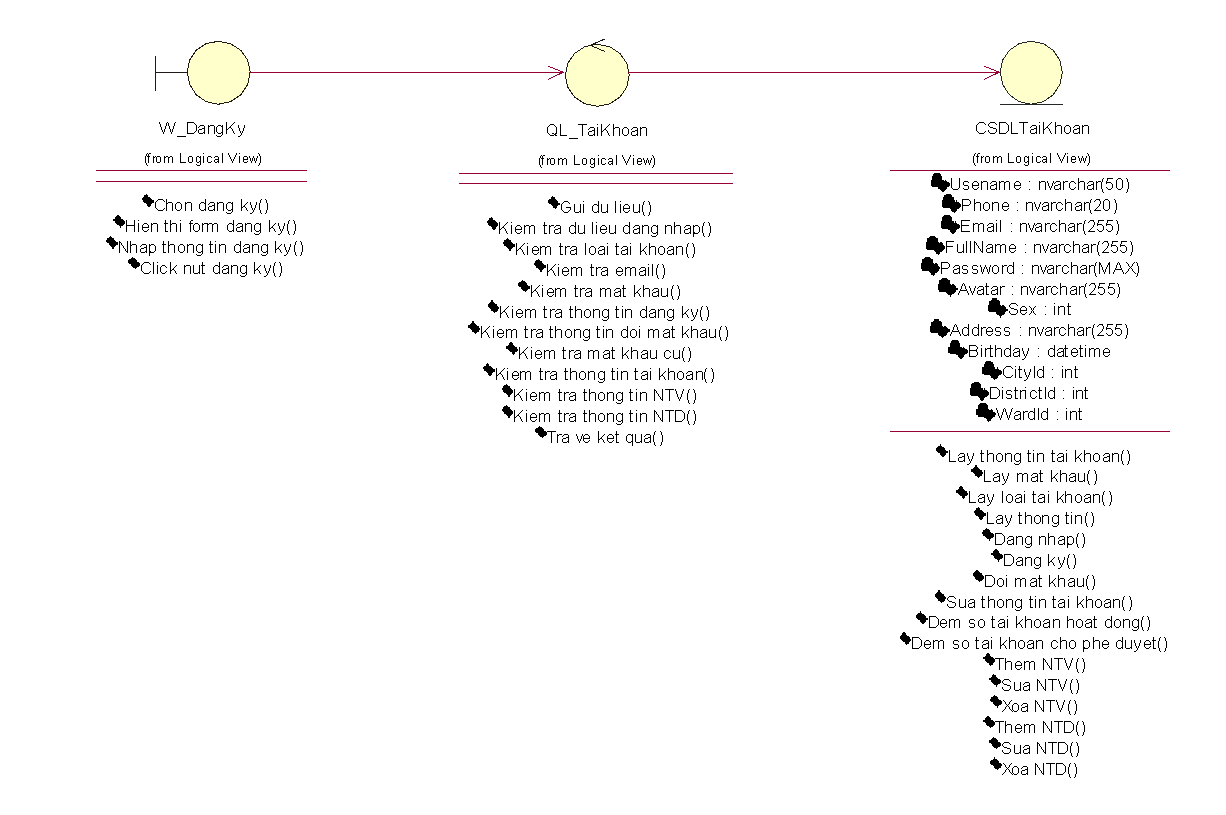 W_DangKy
(from Logical View)
Chon dang ky()
Hien thi form dang ky()
Nhap thong tin dang ky()
Click nut dang ky()
QL_TaiKhoan
(from Logical View)
Gui du lieu()
Kiem tra du lieu dang nhap()
Kiem tra loai tai khoan()
Kiem tra email()
Kiem tra mat khau()
Kiem tra thong tin dang ky()
Kiem tra thong tin doi mat khau()
Kiem tra mat khau cu()
Kiem tra thong tin tai khoan()
Kiem tra thong tin NTV()
Kiem tra thong tin NTD()
Tra ve ket qua()
CSDLTaiKhoan
(from Logical View)
Usename : nvarchar(50)
Phone : nvarchar(20)
Email : nvarchar(255)
FullName : nvarchar(255)
Password : nvarchar(MAX)
Avatar : nvarchar(255)
Sex : int
Address : nvarchar(255)
Birthday : datetime
CityId : int
DistrictId : int
WardId : int
Lay thong tin tai khoan()
Lay mat khau()
Lay loai tai khoan()
Lay thong tin()
Dang nhap()
Dang ky()
Doi mat khau()
Sua thong tin tai khoan()
Dem so tai khoan hoat dong()
Dem so tai khoan cho phe duyet()
Them NTV()
Sua NTV()
Xoa NTV()
Them NTD()
Sua NTD()
Xoa NTD()